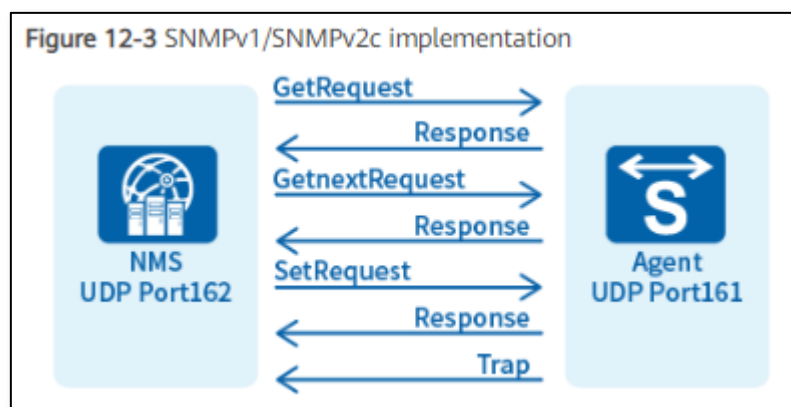 Figure 12-3 SNMPv1/SNMPv2c implementation
GetRequest
Response
GetnextRequest
Response
NMS
UDP Port162
SetRequest
Agent
UDP Port161
Response
Trap
S